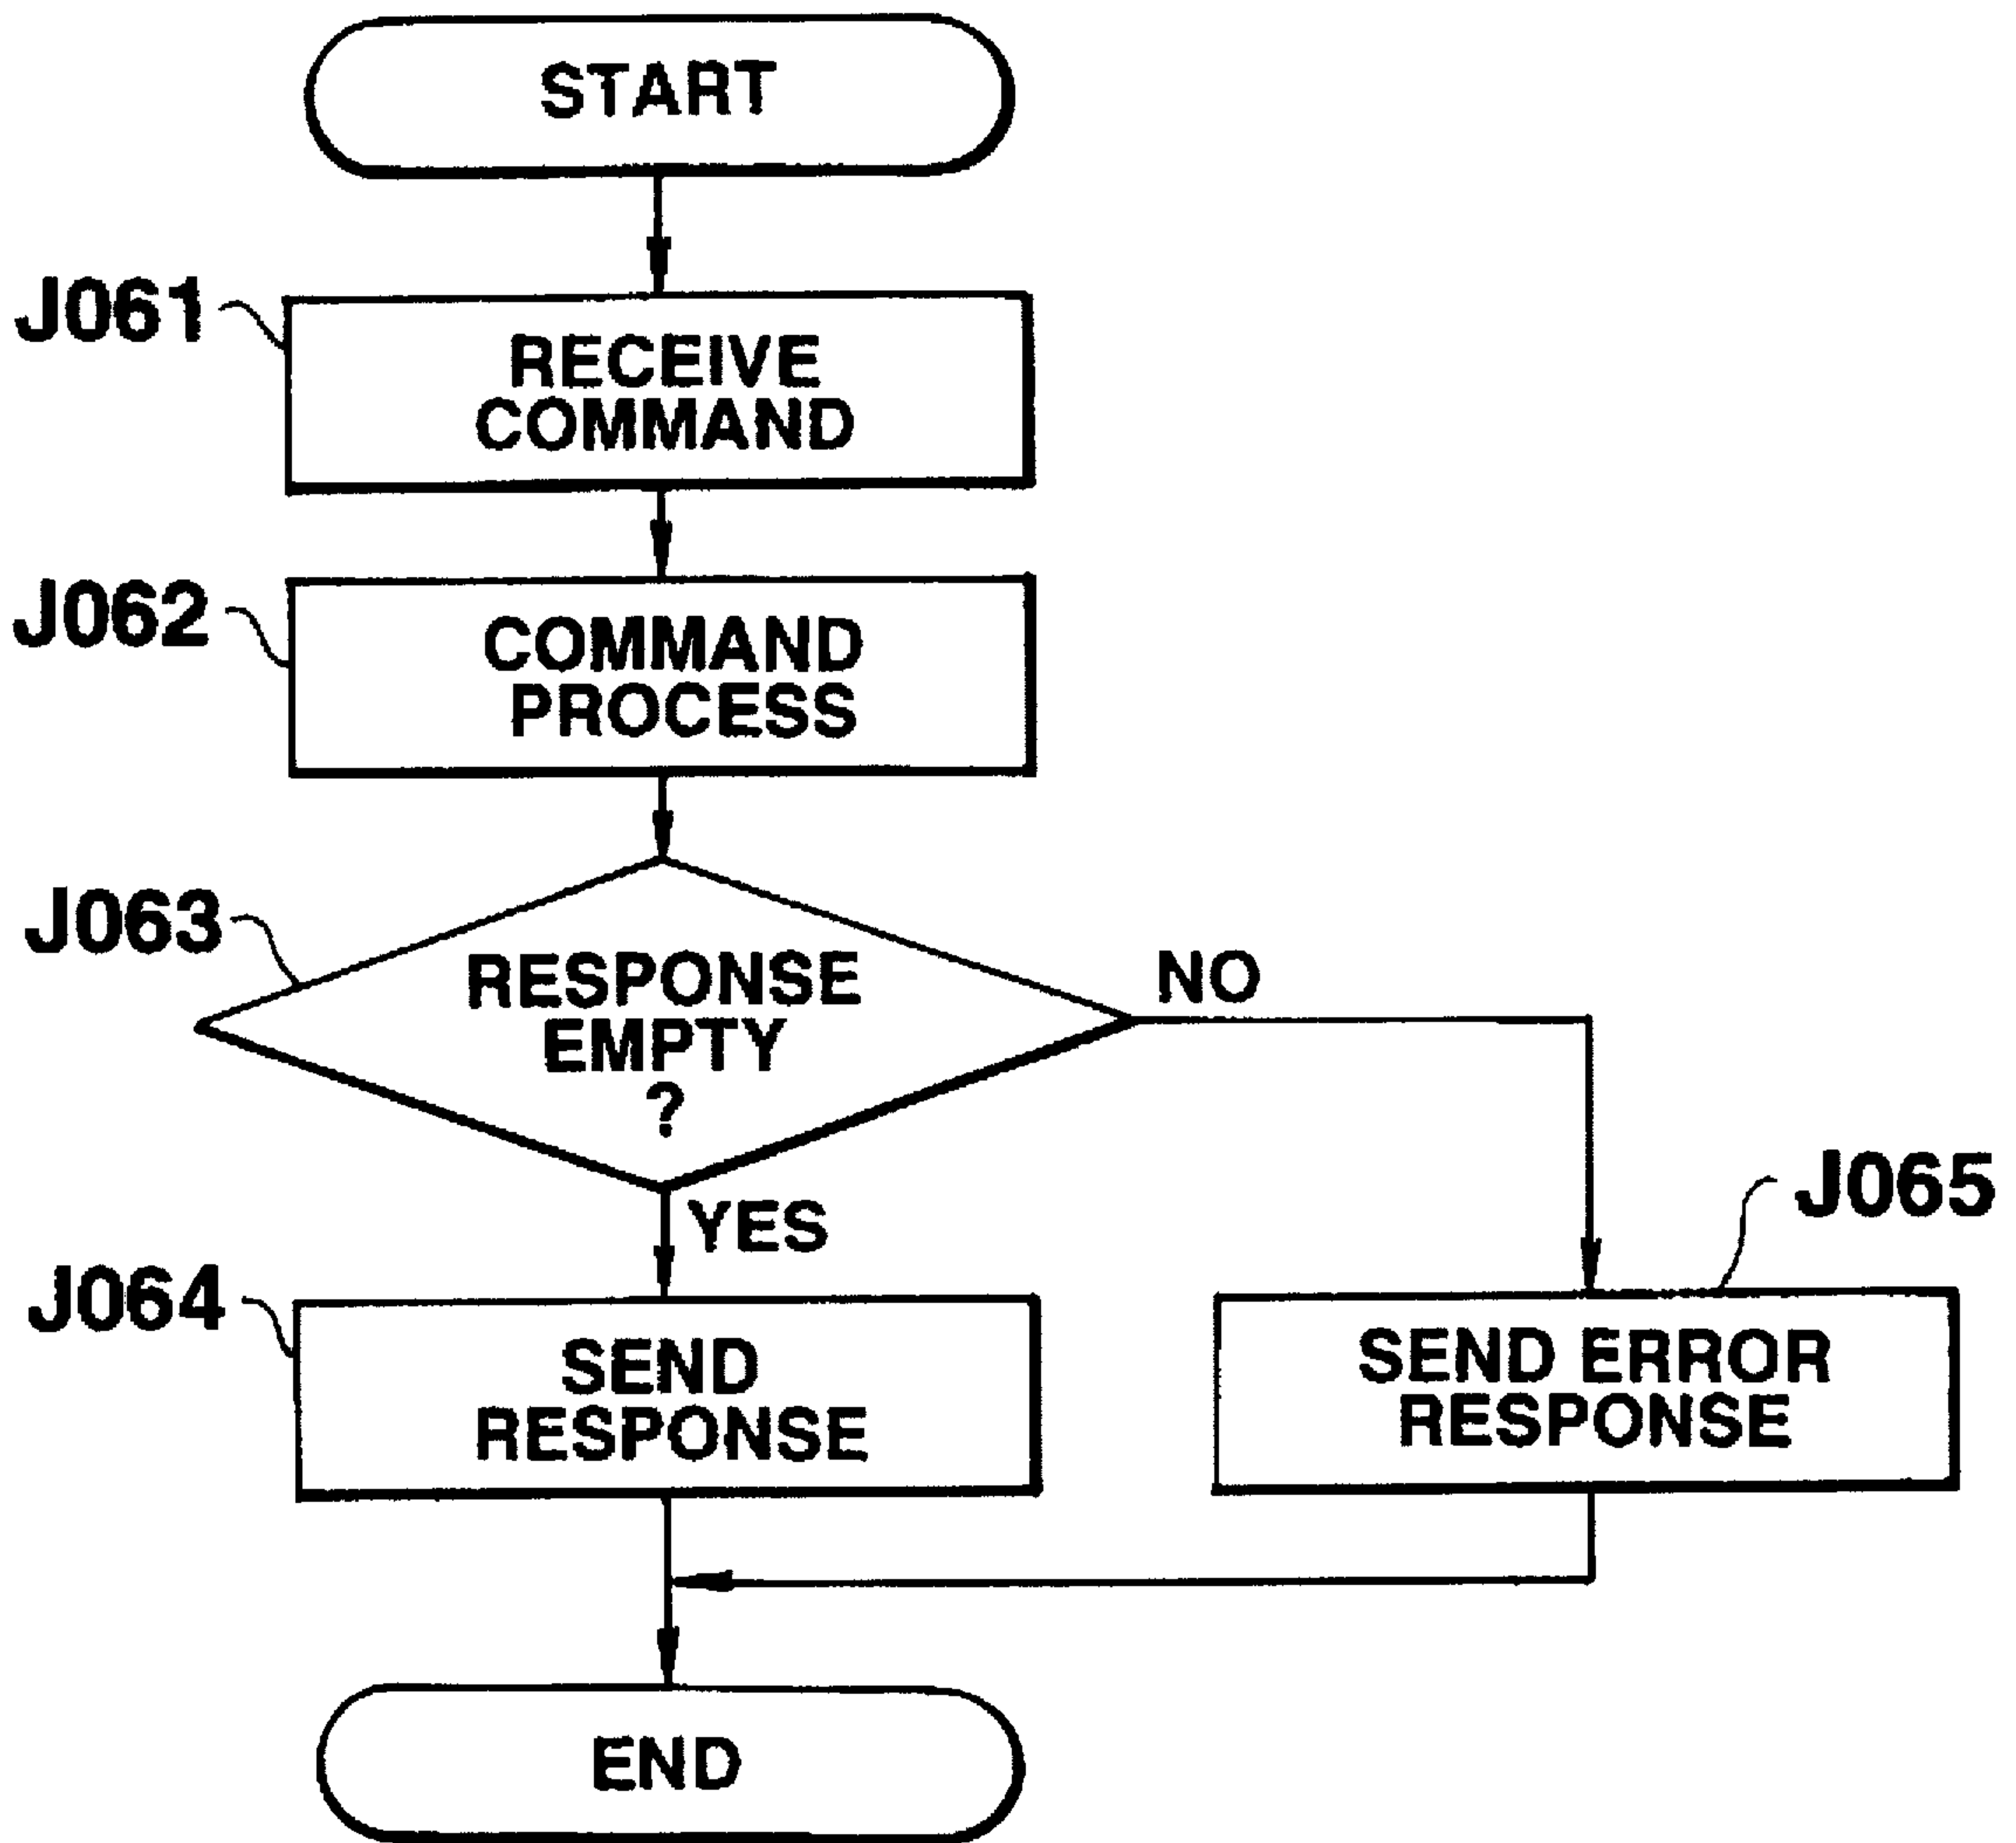 START
J061
RECEIVE
COMMAND
J062
COMMAND
PROCESS
J063
RESPONSE
EMPTY
?
NO
YES
J065
J064
SEND
RESPONSE
SEND ERROR
RESPONSE
END